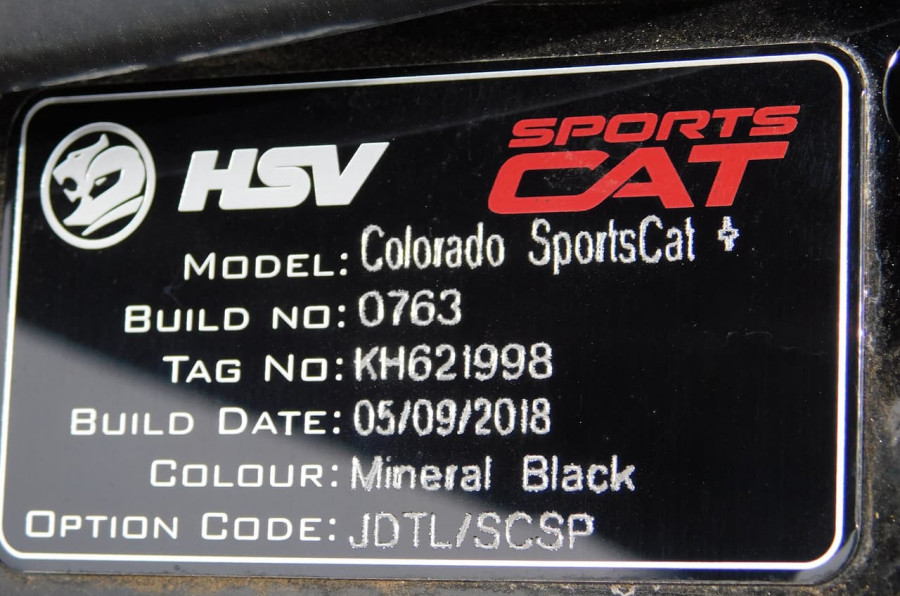 HSV
SPORTS
CAT
MODEL: Colorado SportsCat +
BUILD NO: 0763
TAG NO: KH621998
BUILD DATE: 05/09/2018
COLOUR: Mineral Black
OPTION CODE: JDTL/SCSP